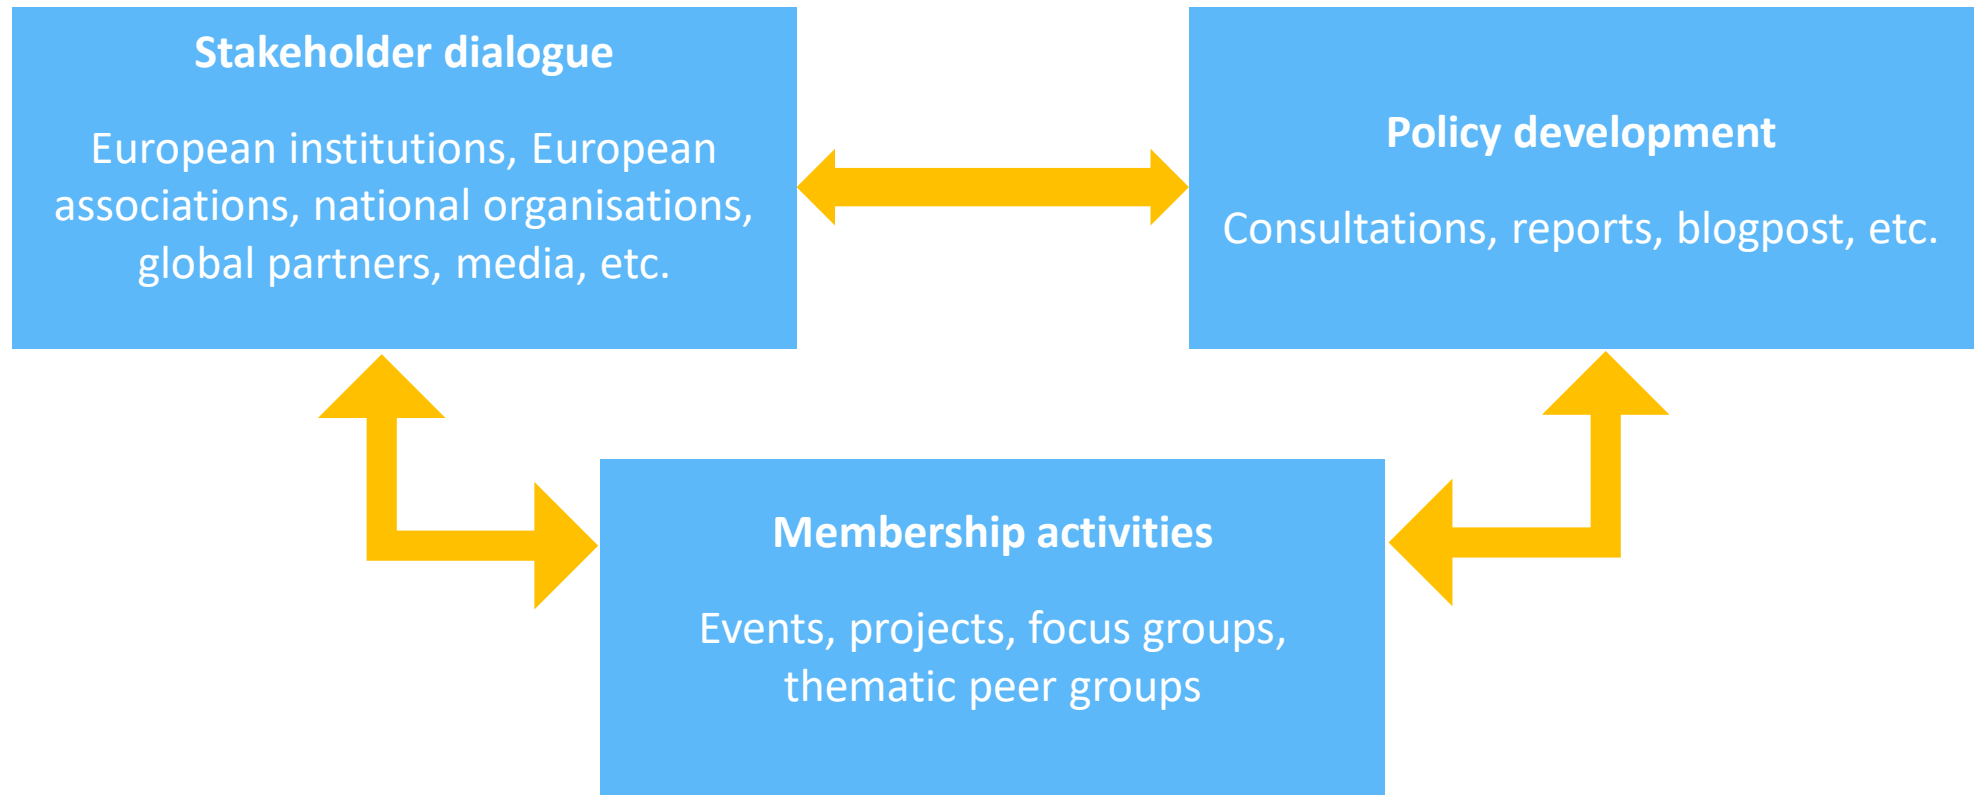 Stakeholder dialogue
European institutions, European
associations, national organisations,
global partners, media, etc.
Policy development
Consultations, reports, blogpost, etc.
Membership activities
Events, projects, focus groups,
thematic peer groups